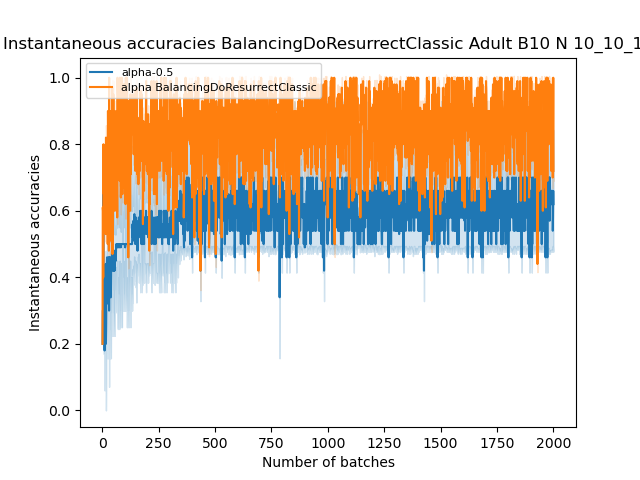 Instantaneous accuracies BalancingDoResurrectClassic Adult B10 N 10_10_1
alpha-0.5
alpha BalancingDoResurrectClassic
Instantaneous accuracies
1.0
0.8
0.6
0.4
0.2
0.0
0 250 500 750 1000 1250 1500 1750 2000
Number of batches